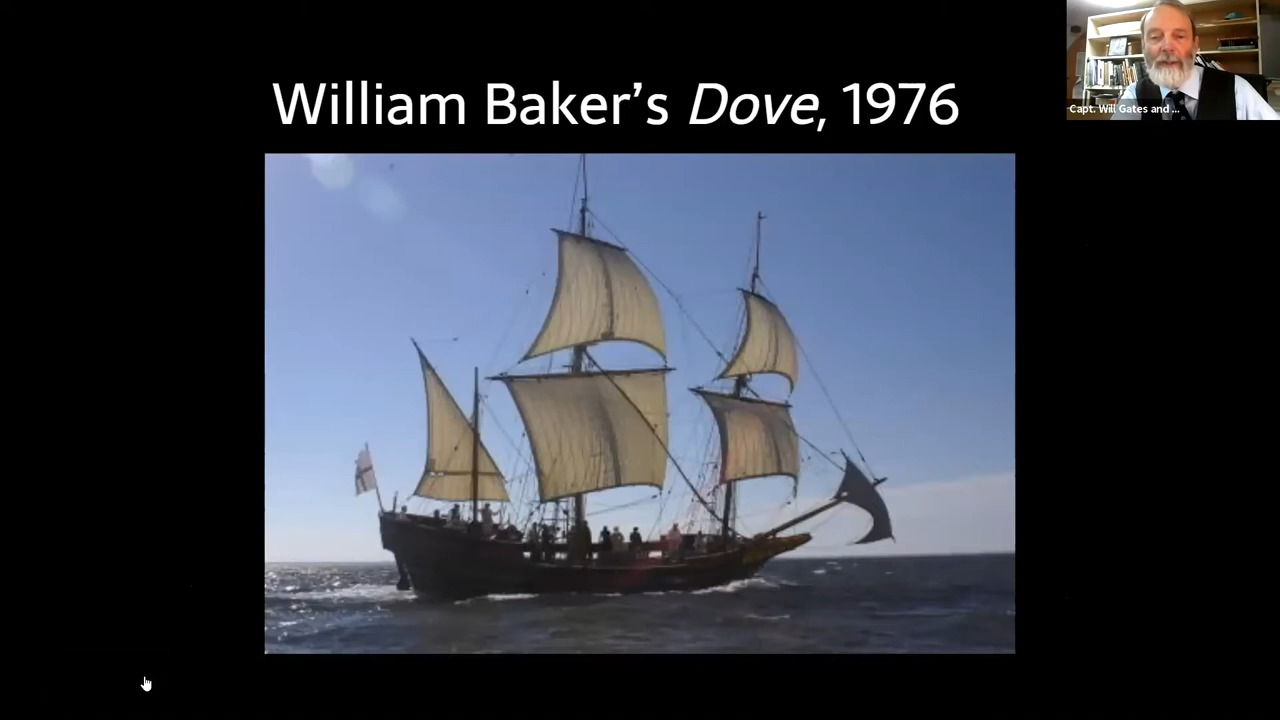 William Baker's Dove, 1976
Capt. Will Gates and ...